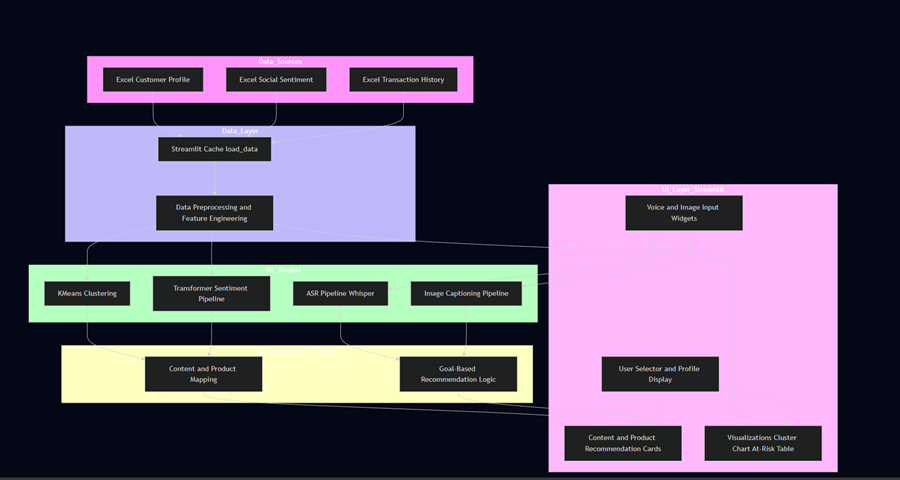 Data_Sources
Excel Customer Profile
Excel Social Sentiment
Excel Transaction History
Data_Layer
Streamlit Cache load_data
Data Preprocessing and
Feature Engineering
UI_Layer_Streamlit
Voice and Image Input
Widgets
ML_Models
KMeans Clustering
Transformer Sentiment
Pipeline
ASR Pipeline Whisper
Image Captioning Pipeline
Content and Product
Mapping
Goal-Based
Recommendation Logic
User Selector and Profile
Display
Content and Product
Recommendation Cards
Visualizations Cluster
Chart At-Risk Table